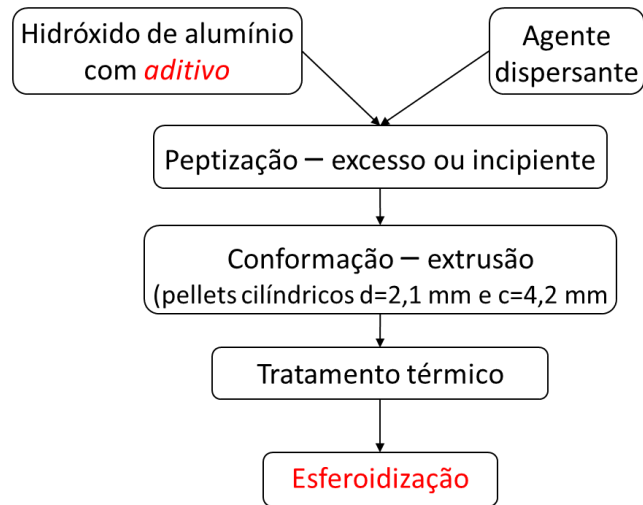 Hidróxido de alumínio
com aditivo
Agente
dispersante
Peptização – excesso ou incipiente
Conformação – extrusão
(pellets cilíndricos d=2,1 mm e c=4,2 mm
Tratamento térmico
Esferoidização